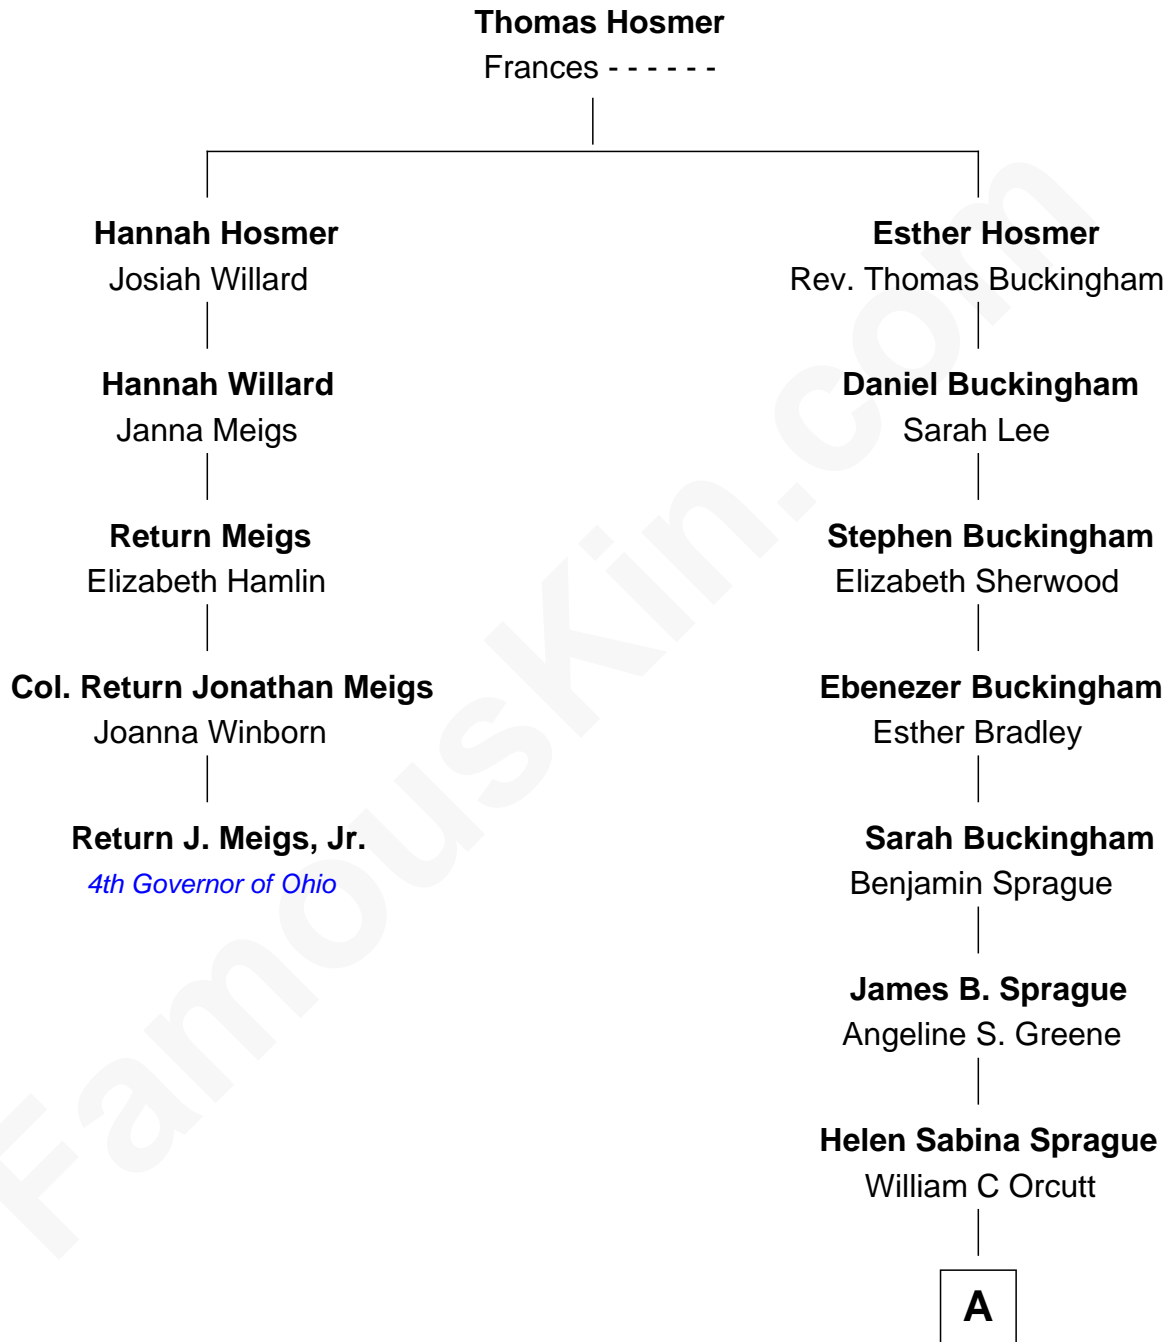 Thomas Hosmer
Frances - - - - - -
Hannah Hosmer
Josiah Willard
Hannah Willard
Janna Meigs
Return Meigs
Elizabeth Hamlin
Col. Return Jonathan Meigs
Joanna Winborn
Return J. Meigs, Jr.
4th Governor of Ohio
Esther Hosmer
Rev. Thomas Buckingham
Daniel Buckingham
Sarah Lee
Stephen Buckingham
Elizabeth Sherwood
Ebenezer Buckingham
Esther Bradley
Sarah Buckingham
Benjamin Sprague
James B. Sprague
Angeline S. Greene
Helen Sabina Sprague
William C Orcutt
A
FamousKin.com